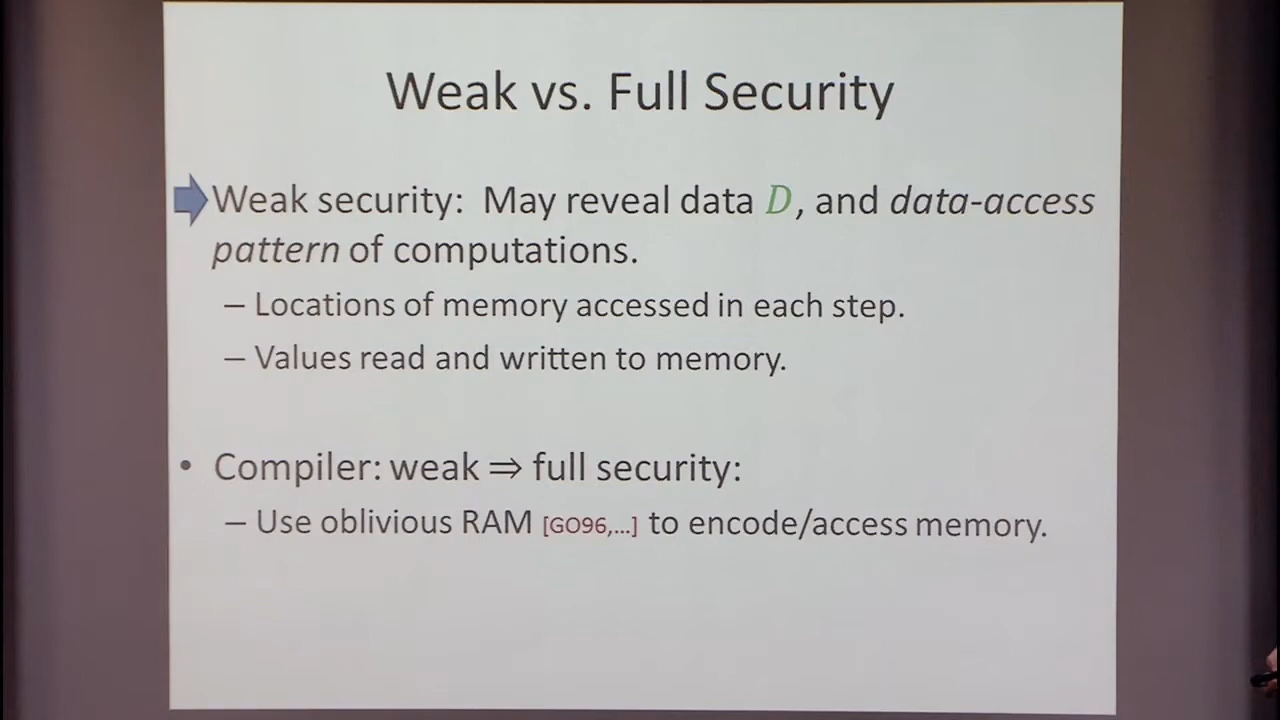 Weak vs. Full Security
Weak security: May reveal data D, and data-access
pattern of computations.
– Locations of memory accessed in each step.
– Values read and written to memory.
• Compiler: weak ⇒ full security:
– Use oblivious RAM [GO96,...] to encode/access memory.